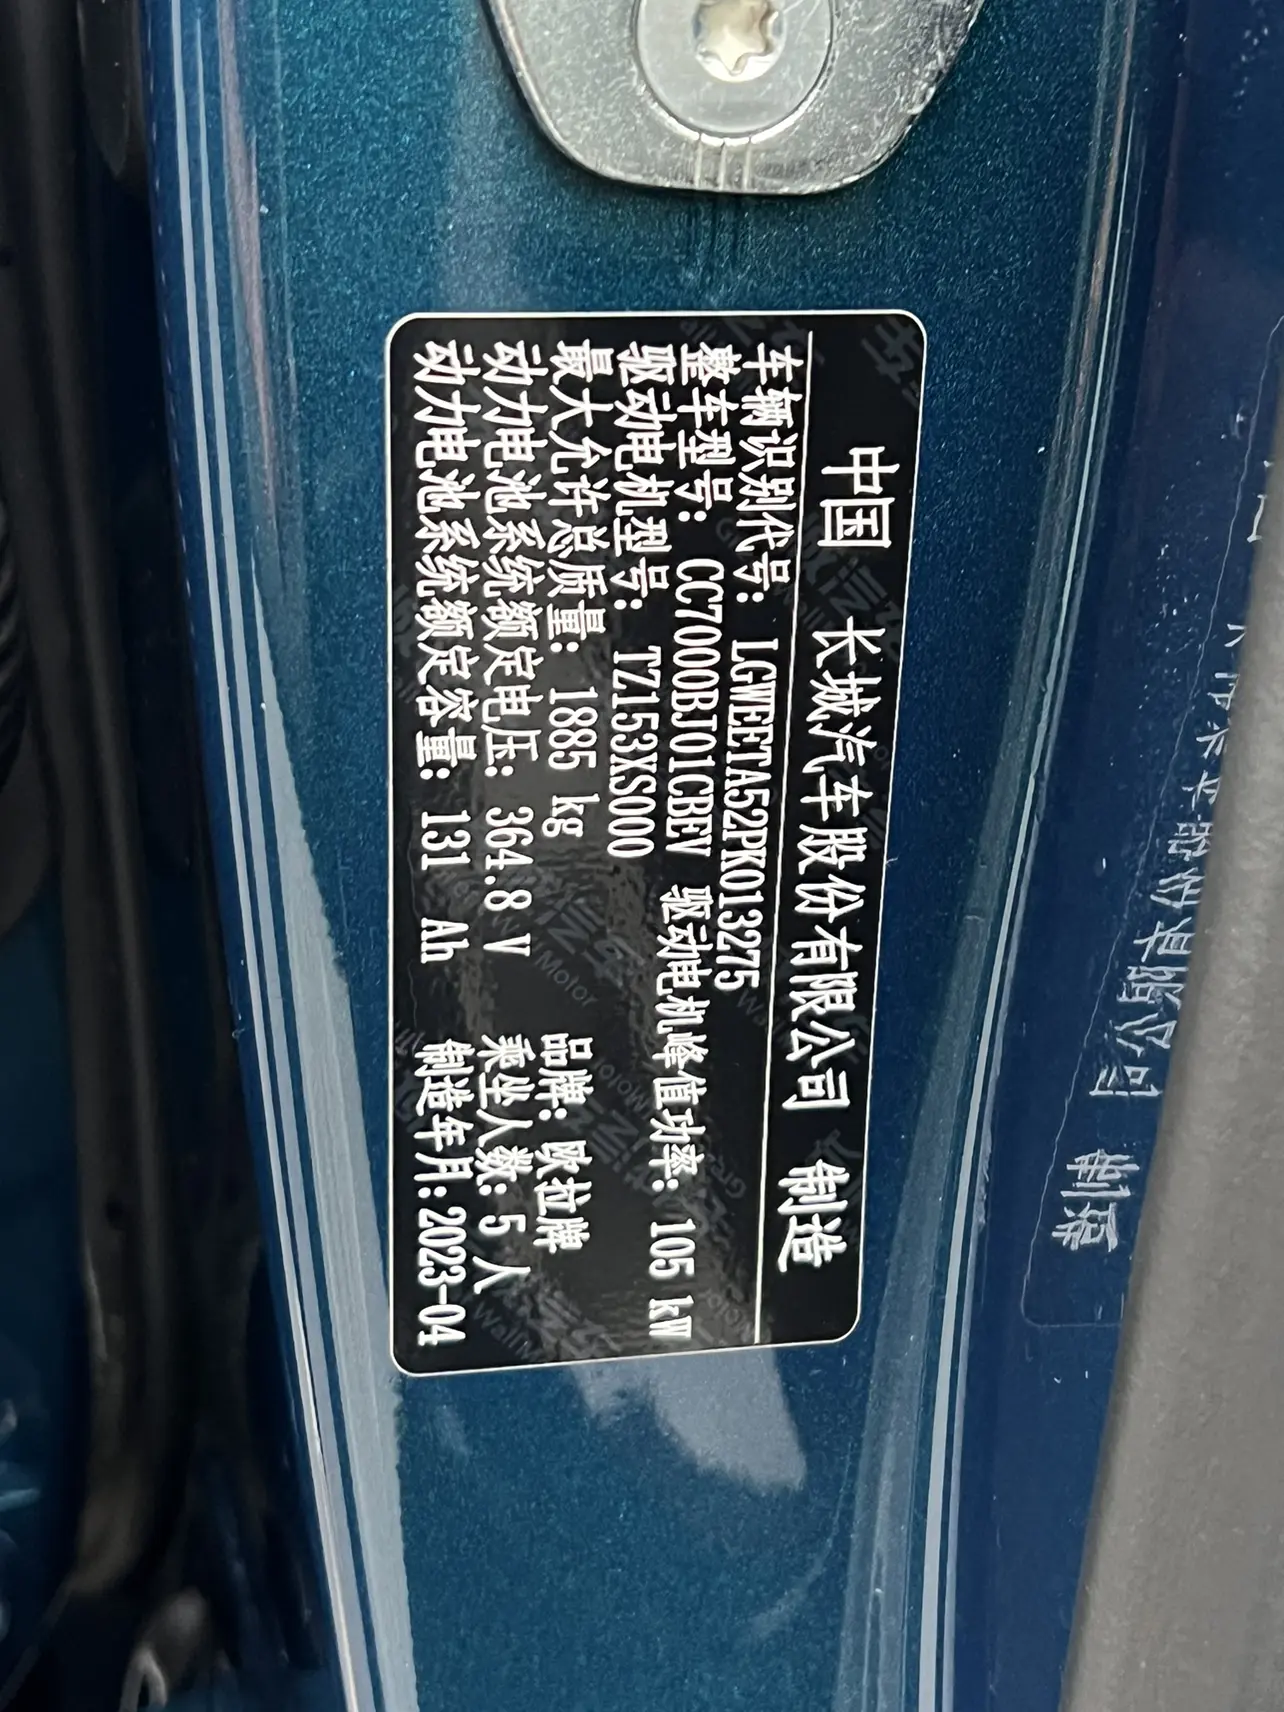 中国 长城汽车股份有限公司 制造
车辆识别代号: LGWEETA52PK013275
整车型号: CC7000BJ01CBEV 驱动电机峰值功率: 105 kW
驱动电机型号: TZ153XS000
最大允许总质量: 1885 kg 品牌: 欧拉牌
动力电池系统额定电压: 364.8 V 乘坐人数: 5 人
动力电池系统额定容量: 131 Ah 制造年月: 2023-04